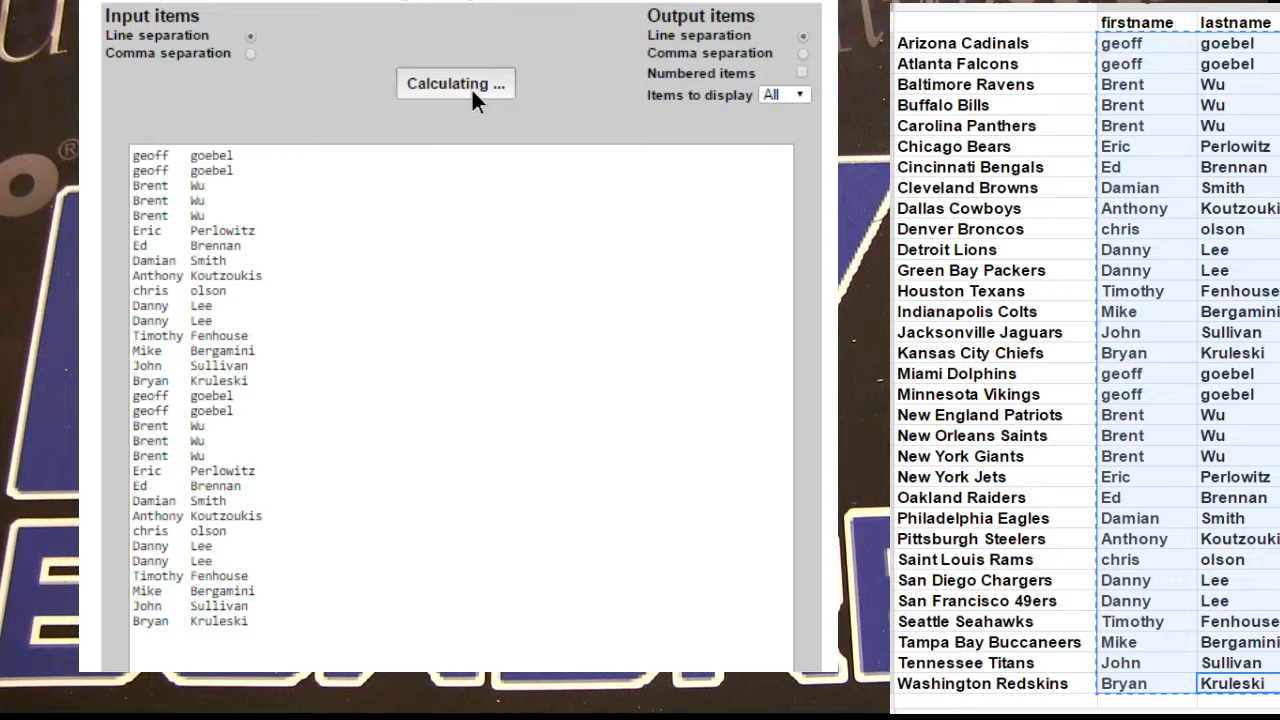 Input items
Line separation
Comma separation
Calculating ...
Output items
Line separation
Comma separation
Numbered items
Items to display All
geoff goebel
geoff goebel
Brent Wu
Brent Wu
Brent Wu
Eric Perlowitz
Ed Brennan
Damian Smith
Anthony Koutzoukis
chris olson
Danny Lee
Danny Lee
Timothy Fenhouse
Mike Bergamini
John Sullivan
Bryan Kruleski
geoff goebel
geoff goebel
Brent Wu
Brent Wu
Brent Wu
Eric Perlowitz
Ed Brennan
Damian Smith
Anthony Koutzoukis
chris olson
Danny Lee
Danny Lee
Timothy Fenhouse
Mike Bergamini
John Sullivan
Bryan Kruleski
firstname lastname
Arizona Cadinals geoff goebel
Atlanta Falcons geoff goebel
Baltimore Ravens Brent Wu
Buffalo Bills Brent Wu
Carolina Panthers Brent Wu
Chicago Bears Eric Perlowitz
Cincinnati Bengals Ed Brennan
Cleveland Browns Damian Smith
Dallas Cowboys Anthony Koutzouki
Denver Broncos chris olson
Detroit Lions Danny Lee
Green Bay Packers Danny Lee
Houston Texans Timothy Fenhouse
Indianapolis Colts Mike Bergamini
Jacksonville Jaguars John Sullivan
Kansas City Chiefs Bryan Kruleski
Miami Dolphins geoff goebel
Minnesota Vikings geoff goebel
New England Patriots Brent Wu
New Orleans Saints Brent Wu
New York Giants Brent Wu
New York Jets Eric Perlowitz
Oakland Raiders Ed Brennan
Philadelphia Eagles Damian Smith
Pittsburgh Steelers Anthony Koutzouki
Saint Louis Rams chris olson
San Diego Chargers Danny Lee
San Francisco 49ers Danny Lee
Seattle Seahawks Timothy Fenhouse
Tampa Bay Buccaneers Mike Bergamini
Tennessee Titans John Sullivan
Washington Redskins Bryan Kruleski